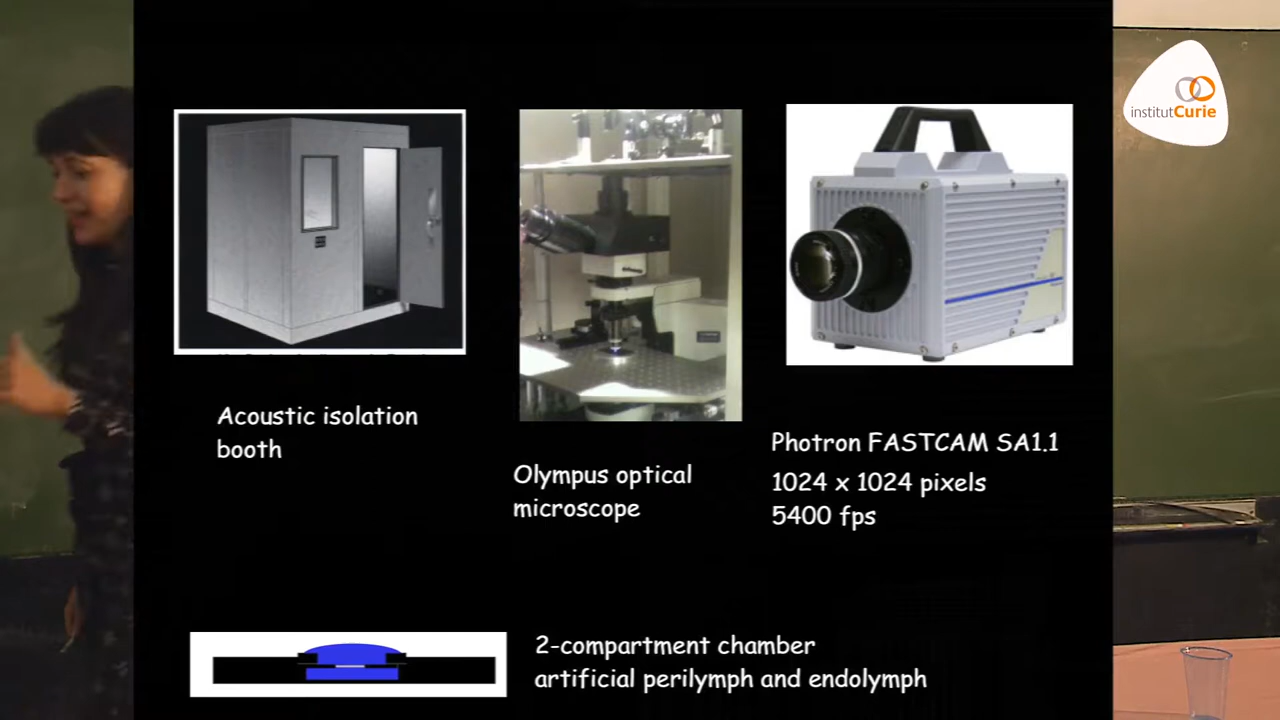 institutCurie
Acoustic isolation
booth
Olympus optical
microscope
Photron FASTCAM SA1.1
1024 x 1024 pixels
5400 fps
2-compartment chamber
artificial perilymph and endolymph